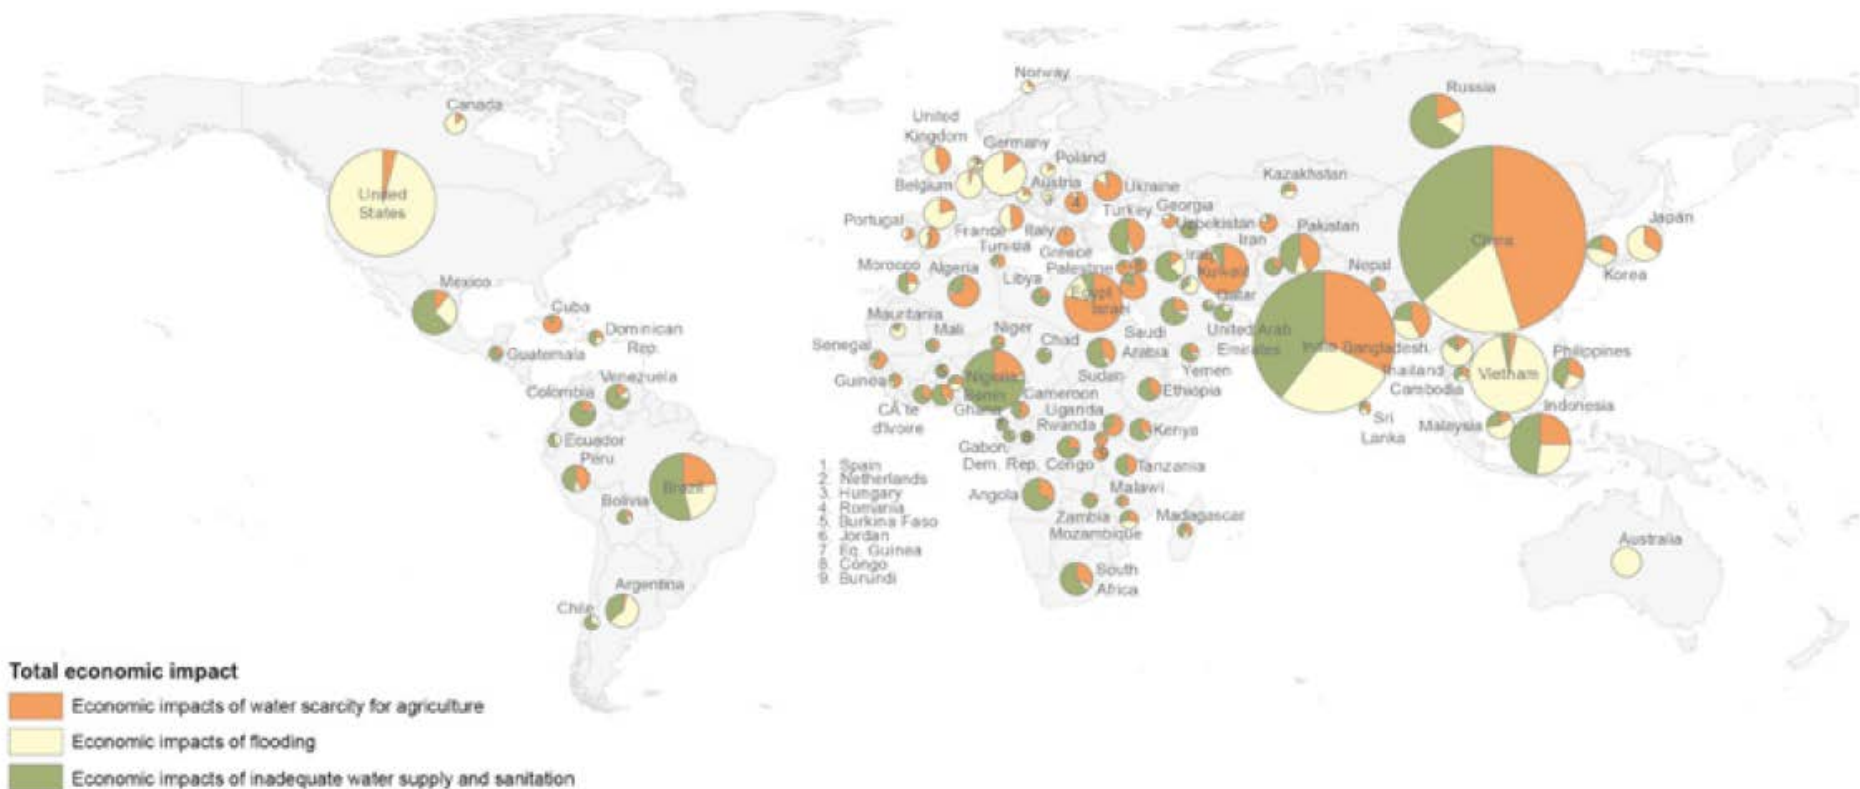 Norway
Russia
Canada
United
Kingdom
Germany
Poland
Kazakhstan
Belgium
Austria
Ukraine
United
States
Portugal
France
Italy
Turkey
Georgia
Uzbekistan
Pakistan
Japan
Tunisia
Greece
Iran
China
Korea
Morocco
Algeria
Libya
Palestine
Iraq
Kuwait
Nepal
Mexico
Egypt
Israel
Qatar
Cuba
Mauritania
Dominican
Rep.
Mali
Niger
Chad
Saudi
Arabia
United Arab
Emirates
India
Bangladesh
Guatemala
Senegal
Sudan
Yemen
Thailand
Cambodia
Vietnam
Philippines
Venezuela
Colombia
Guinea
Nigeria
Benin
Cameroon
Ethiopia
CÃ´te
d'Ivoire
Ghana
Uganda
Rwanda
Kenya
Sri
Lanka
Malaysia
Indonesia
Ecuador
Peru
Gabon
Dem. Rep. Congo
Tanzania
Bolivia
Brazil
Angola
Malawi
Zambia
Mozambique
Madagascar
Australia
South
Africa
Argentina
Chile
1. Spain
2. Netherlands
3. Hungary
4. Romania
5. Burkina Faso
6. Jordan
7. Eq. Guinea
8. Congo
9. Burundi
Total economic impact
Economic impacts of water scarcity for agriculture
Economic impacts of flooding
Economic impacts of inadequate water supply and sanitation